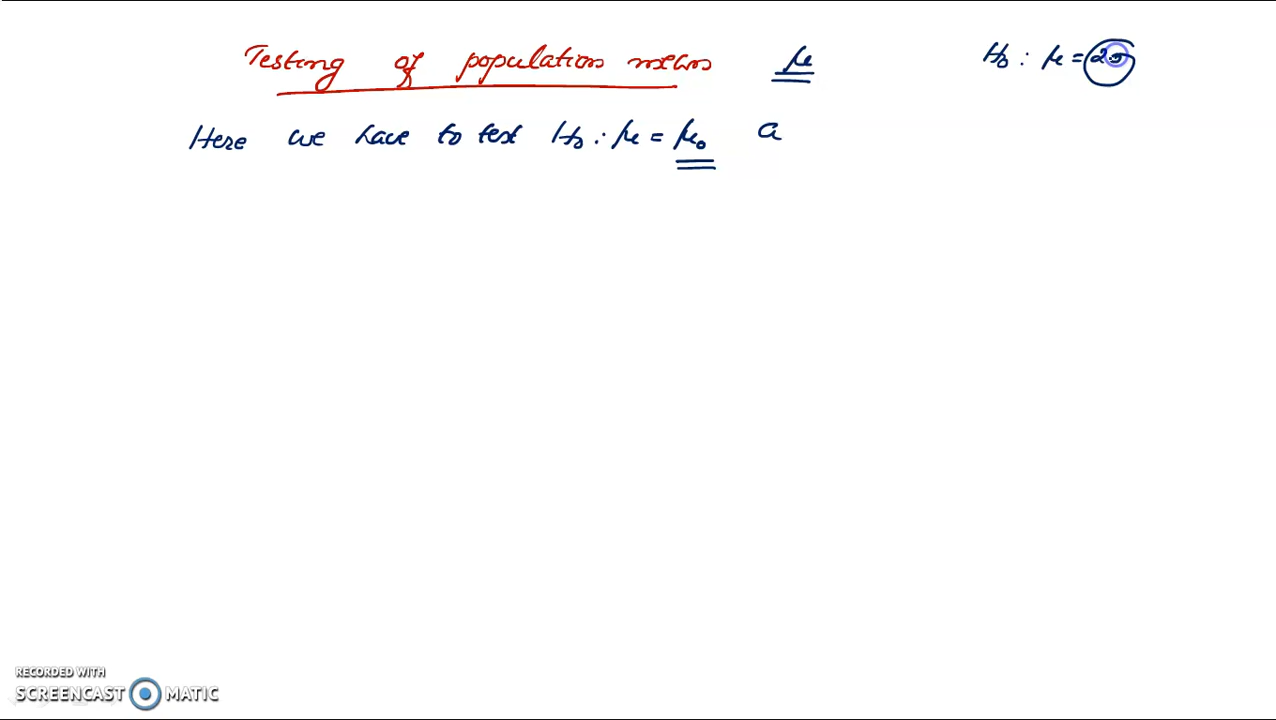 Testing of population mean μ
H₀ : μ =
Here we have to test H₀ : μ = μ₀ a
RECORDED WITH
SCREENCAST MATIC